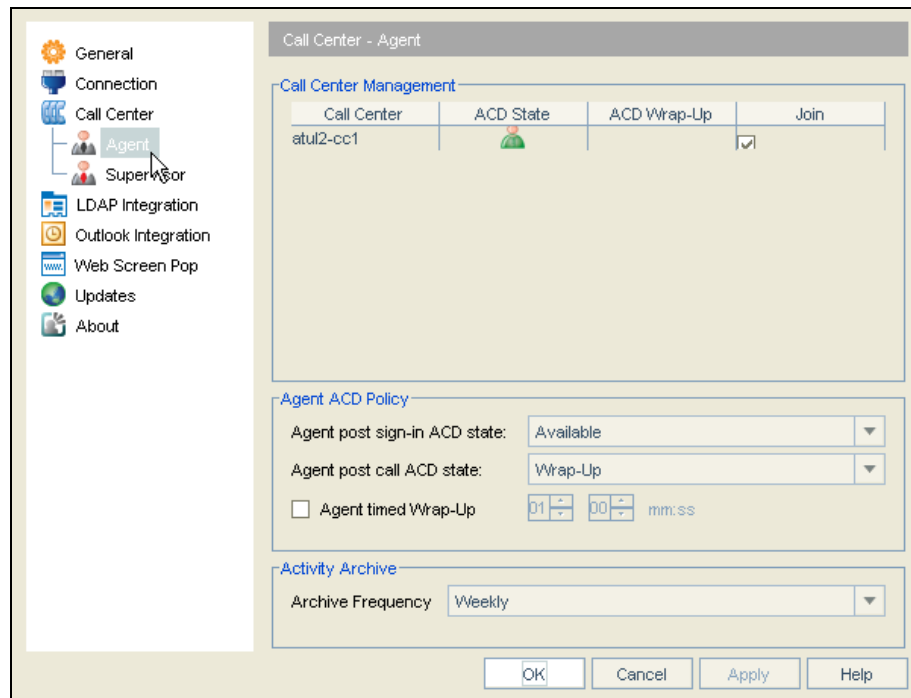 General
Connection
Call Center
Agent
Supervisor
LDAP Integration
Outlook Integration
www.
Web Screen Pop
Updates
About
Call Center - Agent
Call Center Management
Call Center ACD State ACD Wrap-Up Join
atul2-cc1
Agent ACD Policy
Agent post sign-in ACD state: Available
Agent post call ACD state: Wrap-Up
Agent timed Wrap-Up 01 00 mm:ss
Activity Archive
Archive Frequency Weekly
OK Cancel Apply Help